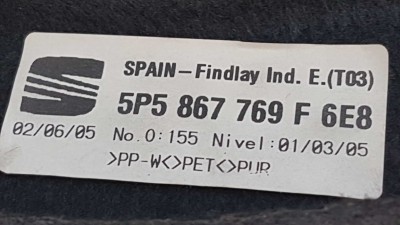 SPAIN–Findlay Ind. E.(T03)
5P5 867 769 F 6E8
02/06/05 No.0:155 Nivel:01/03/05
>PP-W<>PET<>PUR